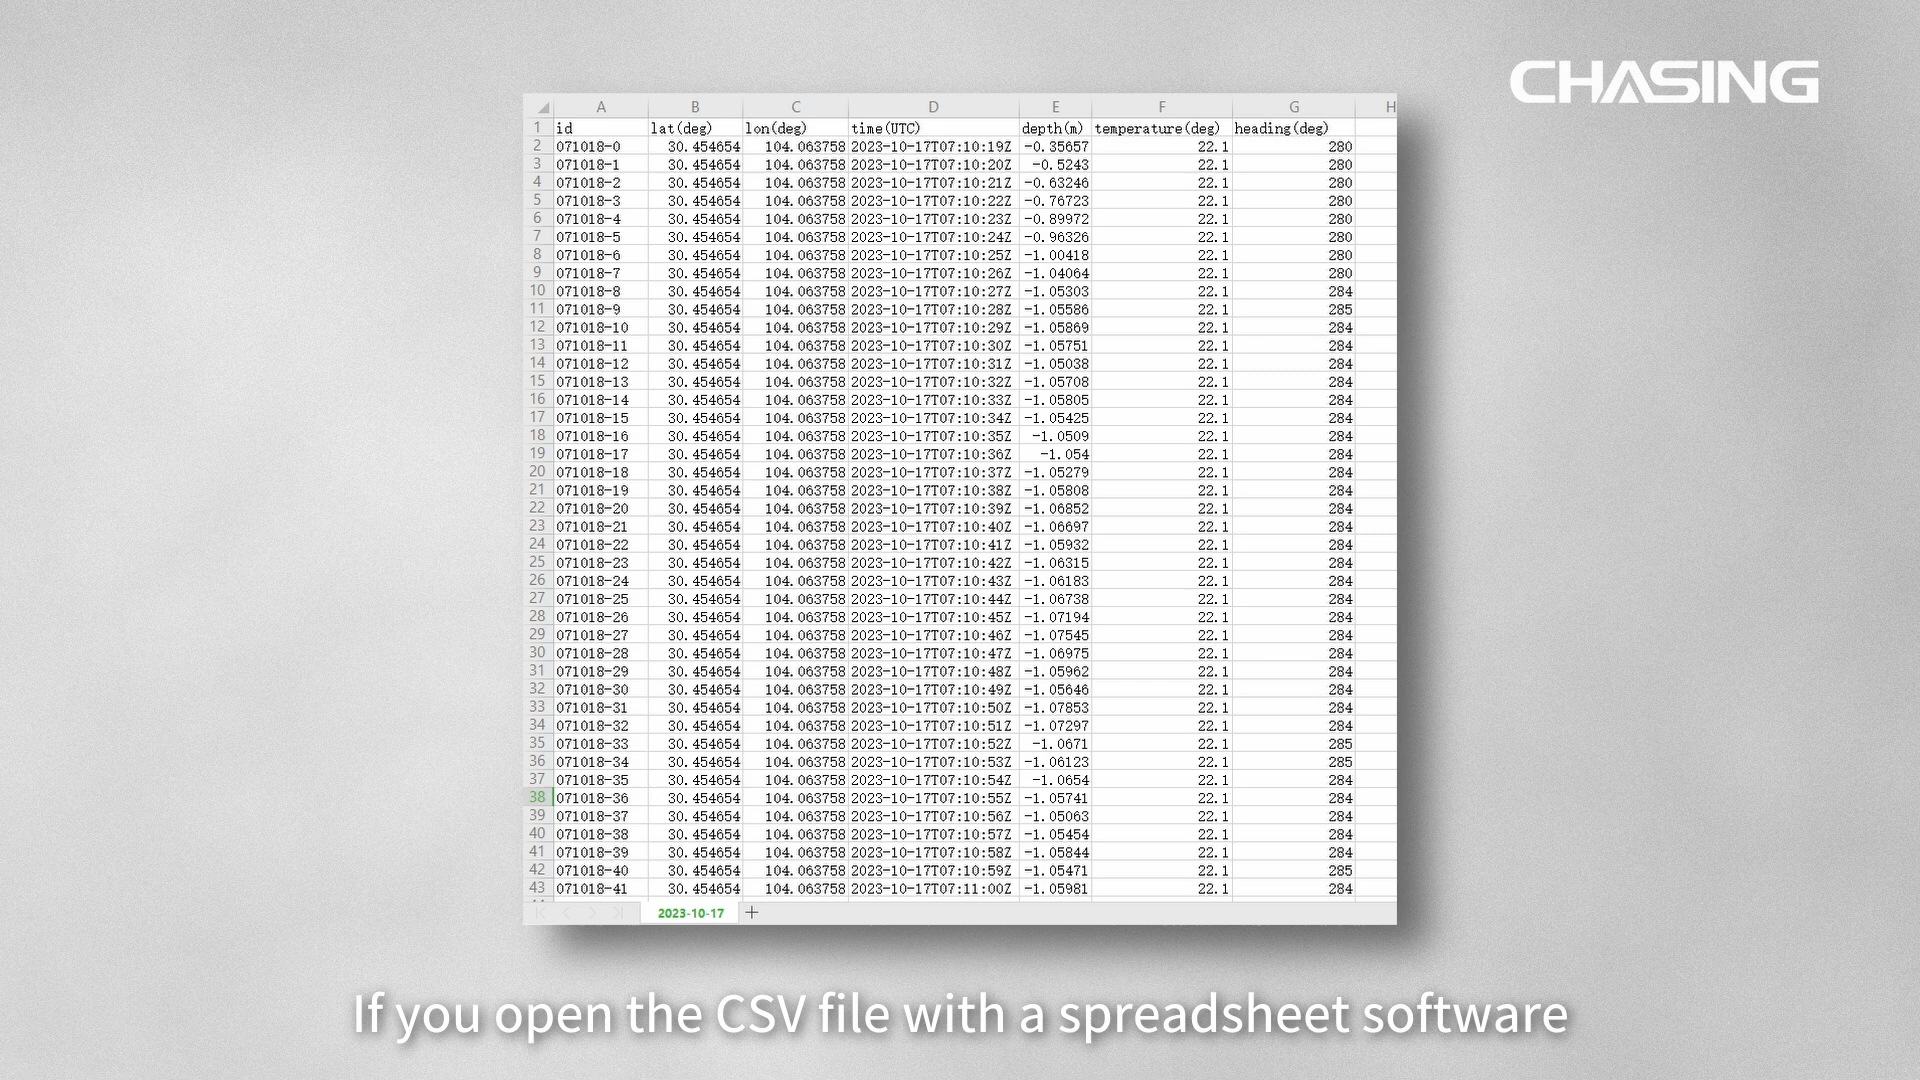 CHASING
A B C D E F G H
1 id lat(deg) lon(deg) time(UTC) depth(m) temperature(deg) heading(deg)
2 071018-0 30.454654 104.063758 2023-10-17T07:10:19Z -0.35657 22.1 280
3 071018-1 30.454654 104.063758 2023-10-17T07:10:20Z -0.5243 22.1 280
4 071018-2 30.454654 104.063758 2023-10-17T07:10:21Z -0.63246 22.1 280
5 071018-3 30.454654 104.063758 2023-10-17T07:10:22Z -0.76723 22.1 280
6 071018-4 30.454654 104.063758 2023-10-17T07:10:23Z -0.89972 22.1 280
7 071018-5 30.454654 104.063758 2023-10-17T07:10:24Z -0.96326 22.1 280
8 071018-6 30.454654 104.063758 2023-10-17T07:10:25Z -1.00418 22.1 280
9 071018-7 30.454654 104.063758 2023-10-17T07:10:26Z -1.04064 22.1 280
10 071018-8 30.454654 104.063758 2023-10-17T07:10:27Z -1.05303 22.1 284
11 071018-9 30.454654 104.063758 2023-10-17T07:10:28Z -1.05586 22.1 285
12 071018-10 30.454654 104.063758 2023-10-17T07:10:29Z -1.05869 22.1 284
13 071018-11 30.454654 104.063758 2023-10-17T07:10:30Z -1.05751 22.1 284
14 071018-12 30.454654 104.063758 2023-10-17T07:10:31Z -1.05038 22.1 284
15 071018-13 30.454654 104.063758 2023-10-17T07:10:32Z -1.05708 22.1 284
16 071018-14 30.454654 104.063758 2023-10-17T07:10:33Z -1.05805 22.1 284
17 071018-15 30.454654 104.063758 2023-10-17T07:10:34Z -1.05425 22.1 284
18 071018-16 30.454654 104.063758 2023-10-17T07:10:35Z -1.0509 22.1 284
19 071018-17 30.454654 104.063758 2023-10-17T07:10:36Z -1.054 22.1 284
20 071018-18 30.454654 104.063758 2023-10-17T07:10:37Z -1.05279 22.1 284
21 071018-19 30.454654 104.063758 2023-10-17T07:10:38Z -1.05808 22.1 284
22 071018-20 30.454654 104.063758 2023-10-17T07:10:39Z -1.06852 22.1 284
23 071018-21 30.454654 104.063758 2023-10-17T07:10:40Z -1.06697 22.1 284
24 071018-22 30.454654 104.063758 2023-10-17T07:10:41Z -1.05932 22.1 284
25 071018-23 30.454654 104.063758 2023-10-17T07:10:42Z -1.06315 22.1 284
26 071018-24 30.454654 104.063758 2023-10-17T07:10:43Z -1.06183 22.1 284
27 071018-25 30.454654 104.063758 2023-10-17T07:10:44Z -1.06738 22.1 284
28 071018-26 30.454654 104.063758 2023-10-17T07:10:45Z -1.07194 22.1 284
29 071018-27 30.454654 104.063758 2023-10-17T07:10:46Z -1.07545 22.1 284
30 071018-28 30.454654 104.063758 2023-10-17T07:10:47Z -1.06975 22.1 284
31 071018-29 30.454654 104.063758 2023-10-17T07:10:48Z -1.05962 22.1 284
32 071018-30 30.454654 104.063758 2023-10-17T07:10:49Z -1.05646 22.1 284
33 071018-31 30.454654 104.063758 2023-10-17T07:10:50Z -1.07853 22.1 284
34 071018-32 30.454654 104.063758 2023-10-17T07:10:51Z -1.07297 22.1 284
35 071018-33 30.454654 104.063758 2023-10-17T07:10:52Z -1.0671 22.1 285
36 071018-34 30.454654 104.063758 2023-10-17T07:10:53Z -1.06123 22.1 285
37 071018-35 30.454654 104.063758 2023-10-17T07:10:54Z -1.0654 22.1 284
38 071018-36 30.454654 104.063758 2023-10-17T07:10:55Z -1.05741 22.1 284
39 071018-37 30.454654 104.063758 2023-10-17T07:10:56Z -1.05063 22.1 284
40 071018-38 30.454654 104.063758 2023-10-17T07:10:57Z -1.05454 22.1 284
41 071018-39 30.454654 104.063758 2023-10-17T07:10:58Z -1.05844 22.1 284
42 071018-40 30.454654 104.063758 2023-10-17T07:10:59Z -1.05471 22.1 285
43 071018-41 30.454654 104.063758 2023-10-17T07:11:00Z -1.05981 22.1 284
2023-10-17 +
If you open the CSV file with a spreadsheet software